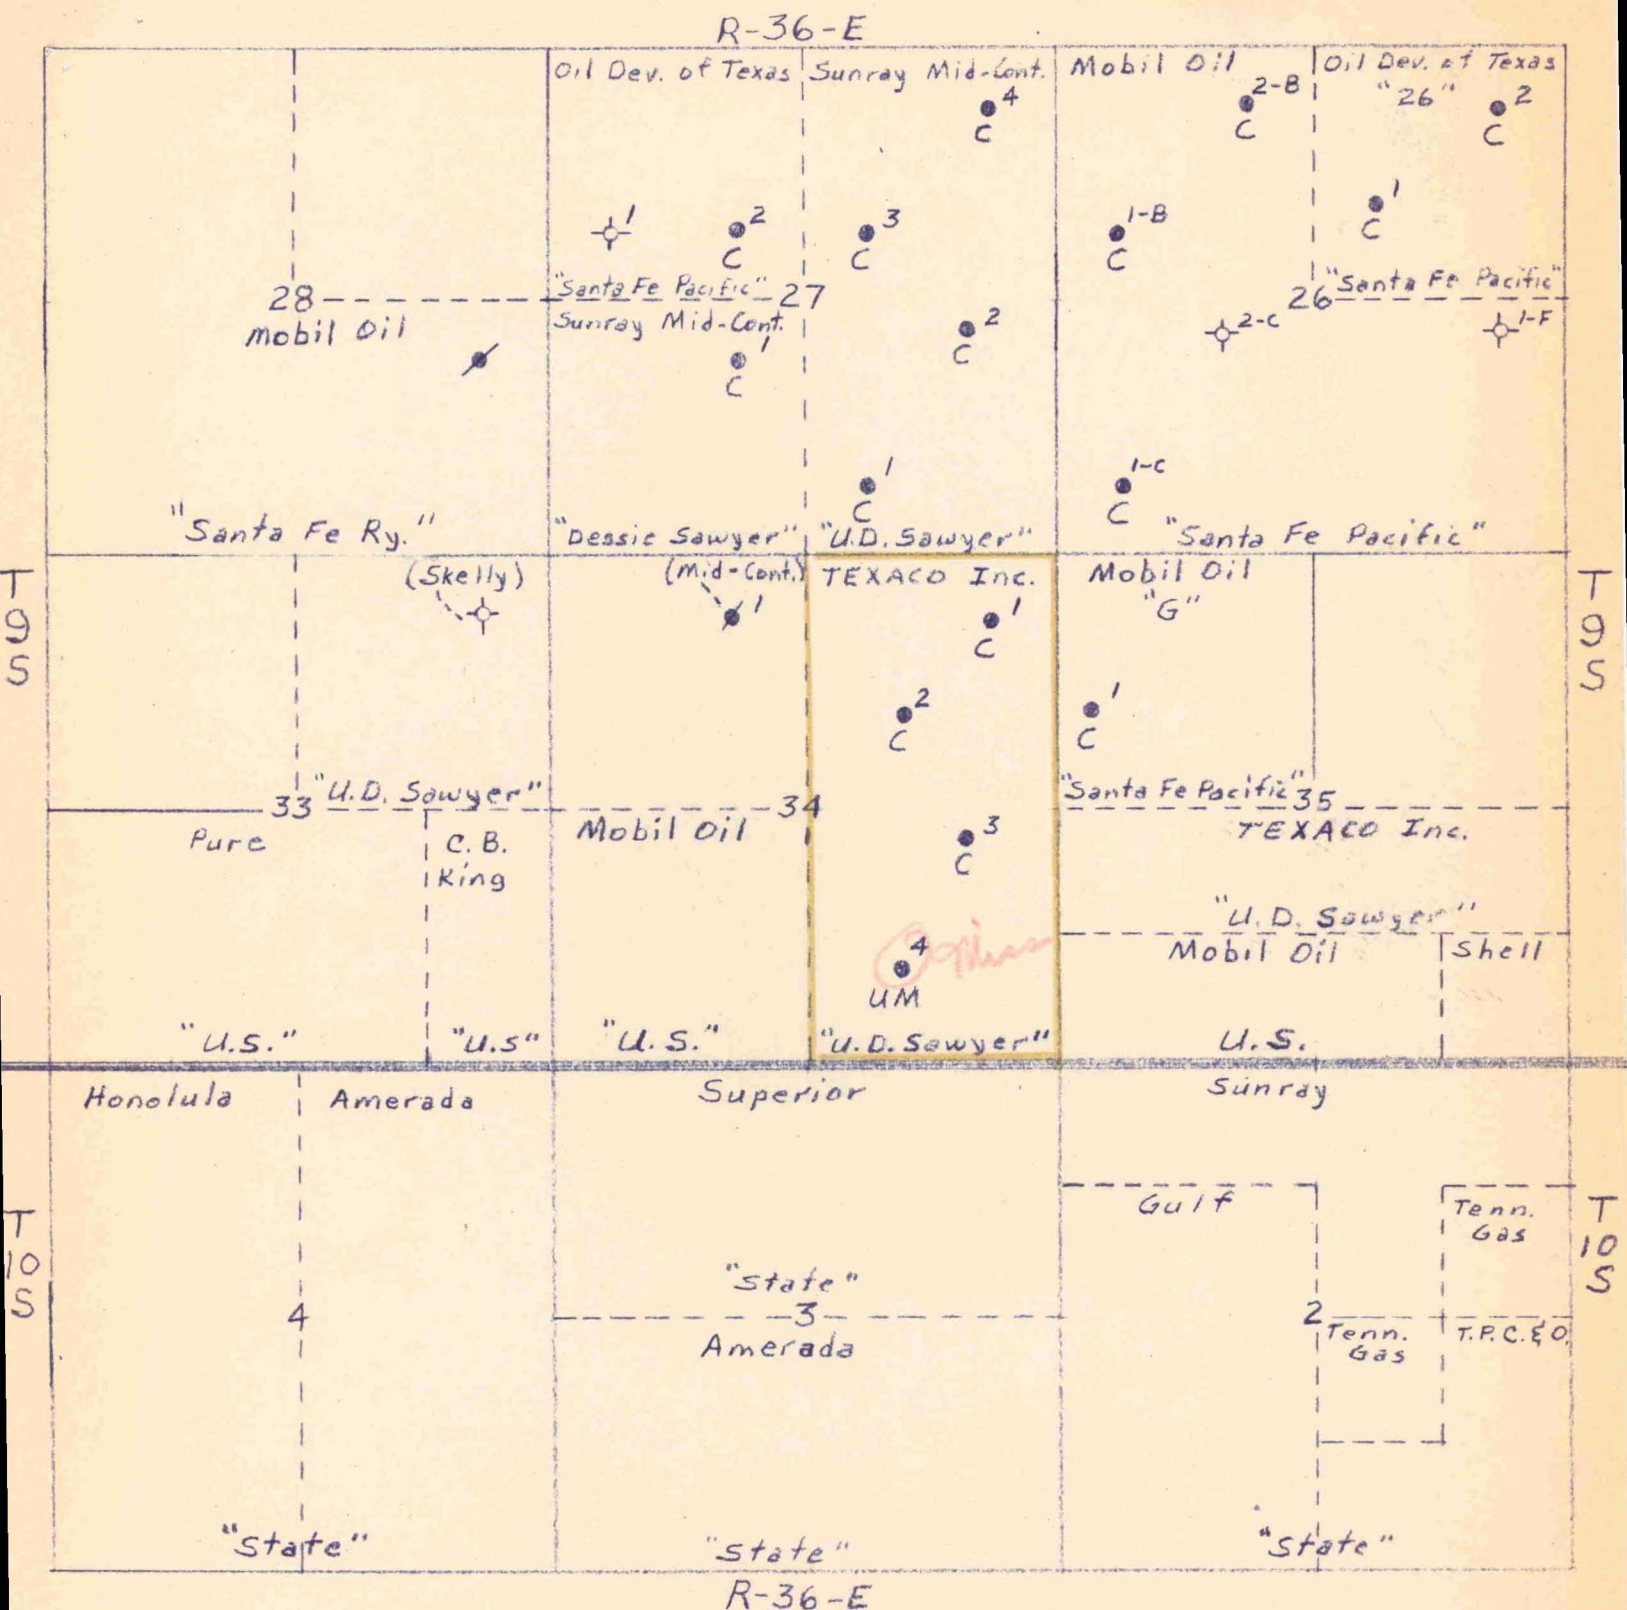 R-36-E
Oil Dev. of Texas
Sunray Mid-Cont.
Mobil Oil
Oil Dev. of Texas
"26"
4
C
2-B
C
2
C
1
2
C
3
C
1-B
C
1
C
28
"Santa Fe Pacific"
27
26
"Santa Fe Pacific"
Mobil Oil
Sunray Mid-Cont.
1
C
2
C
2-C
1-F
1
C
1-C
C
"Santa Fe Ry."
"Dessie Sawyer"
"U.D. Sawyer"
"Santa Fe Pacific"
T
9
S
(Skelly)
(Mid-Cont.)
1
TEXACO Inc.
1
C
2
C
Mobil Oil
"G"
1
C
T
9
S
33
"U.D. Sawyer"
34
"Santa Fe Pacific"
35
Pure
C. B.
King
Mobil Oil
3
C
TEXACO Inc.
"U. D. Sawyer"
Mobil Oil
Shell
4
UM
"U.S."
"U.S"
"U.S."
"U.D. Sawyer"
U.S.
Honolula
Amerada
Superior
Sunray
T
10
S
Gulf
Tenn.
Gas
T
10
S
"State"
4
3
2
Amerada
Tenn.
Gas
T.P.C.&O.
"State"
"State"
"State"
R-36-E